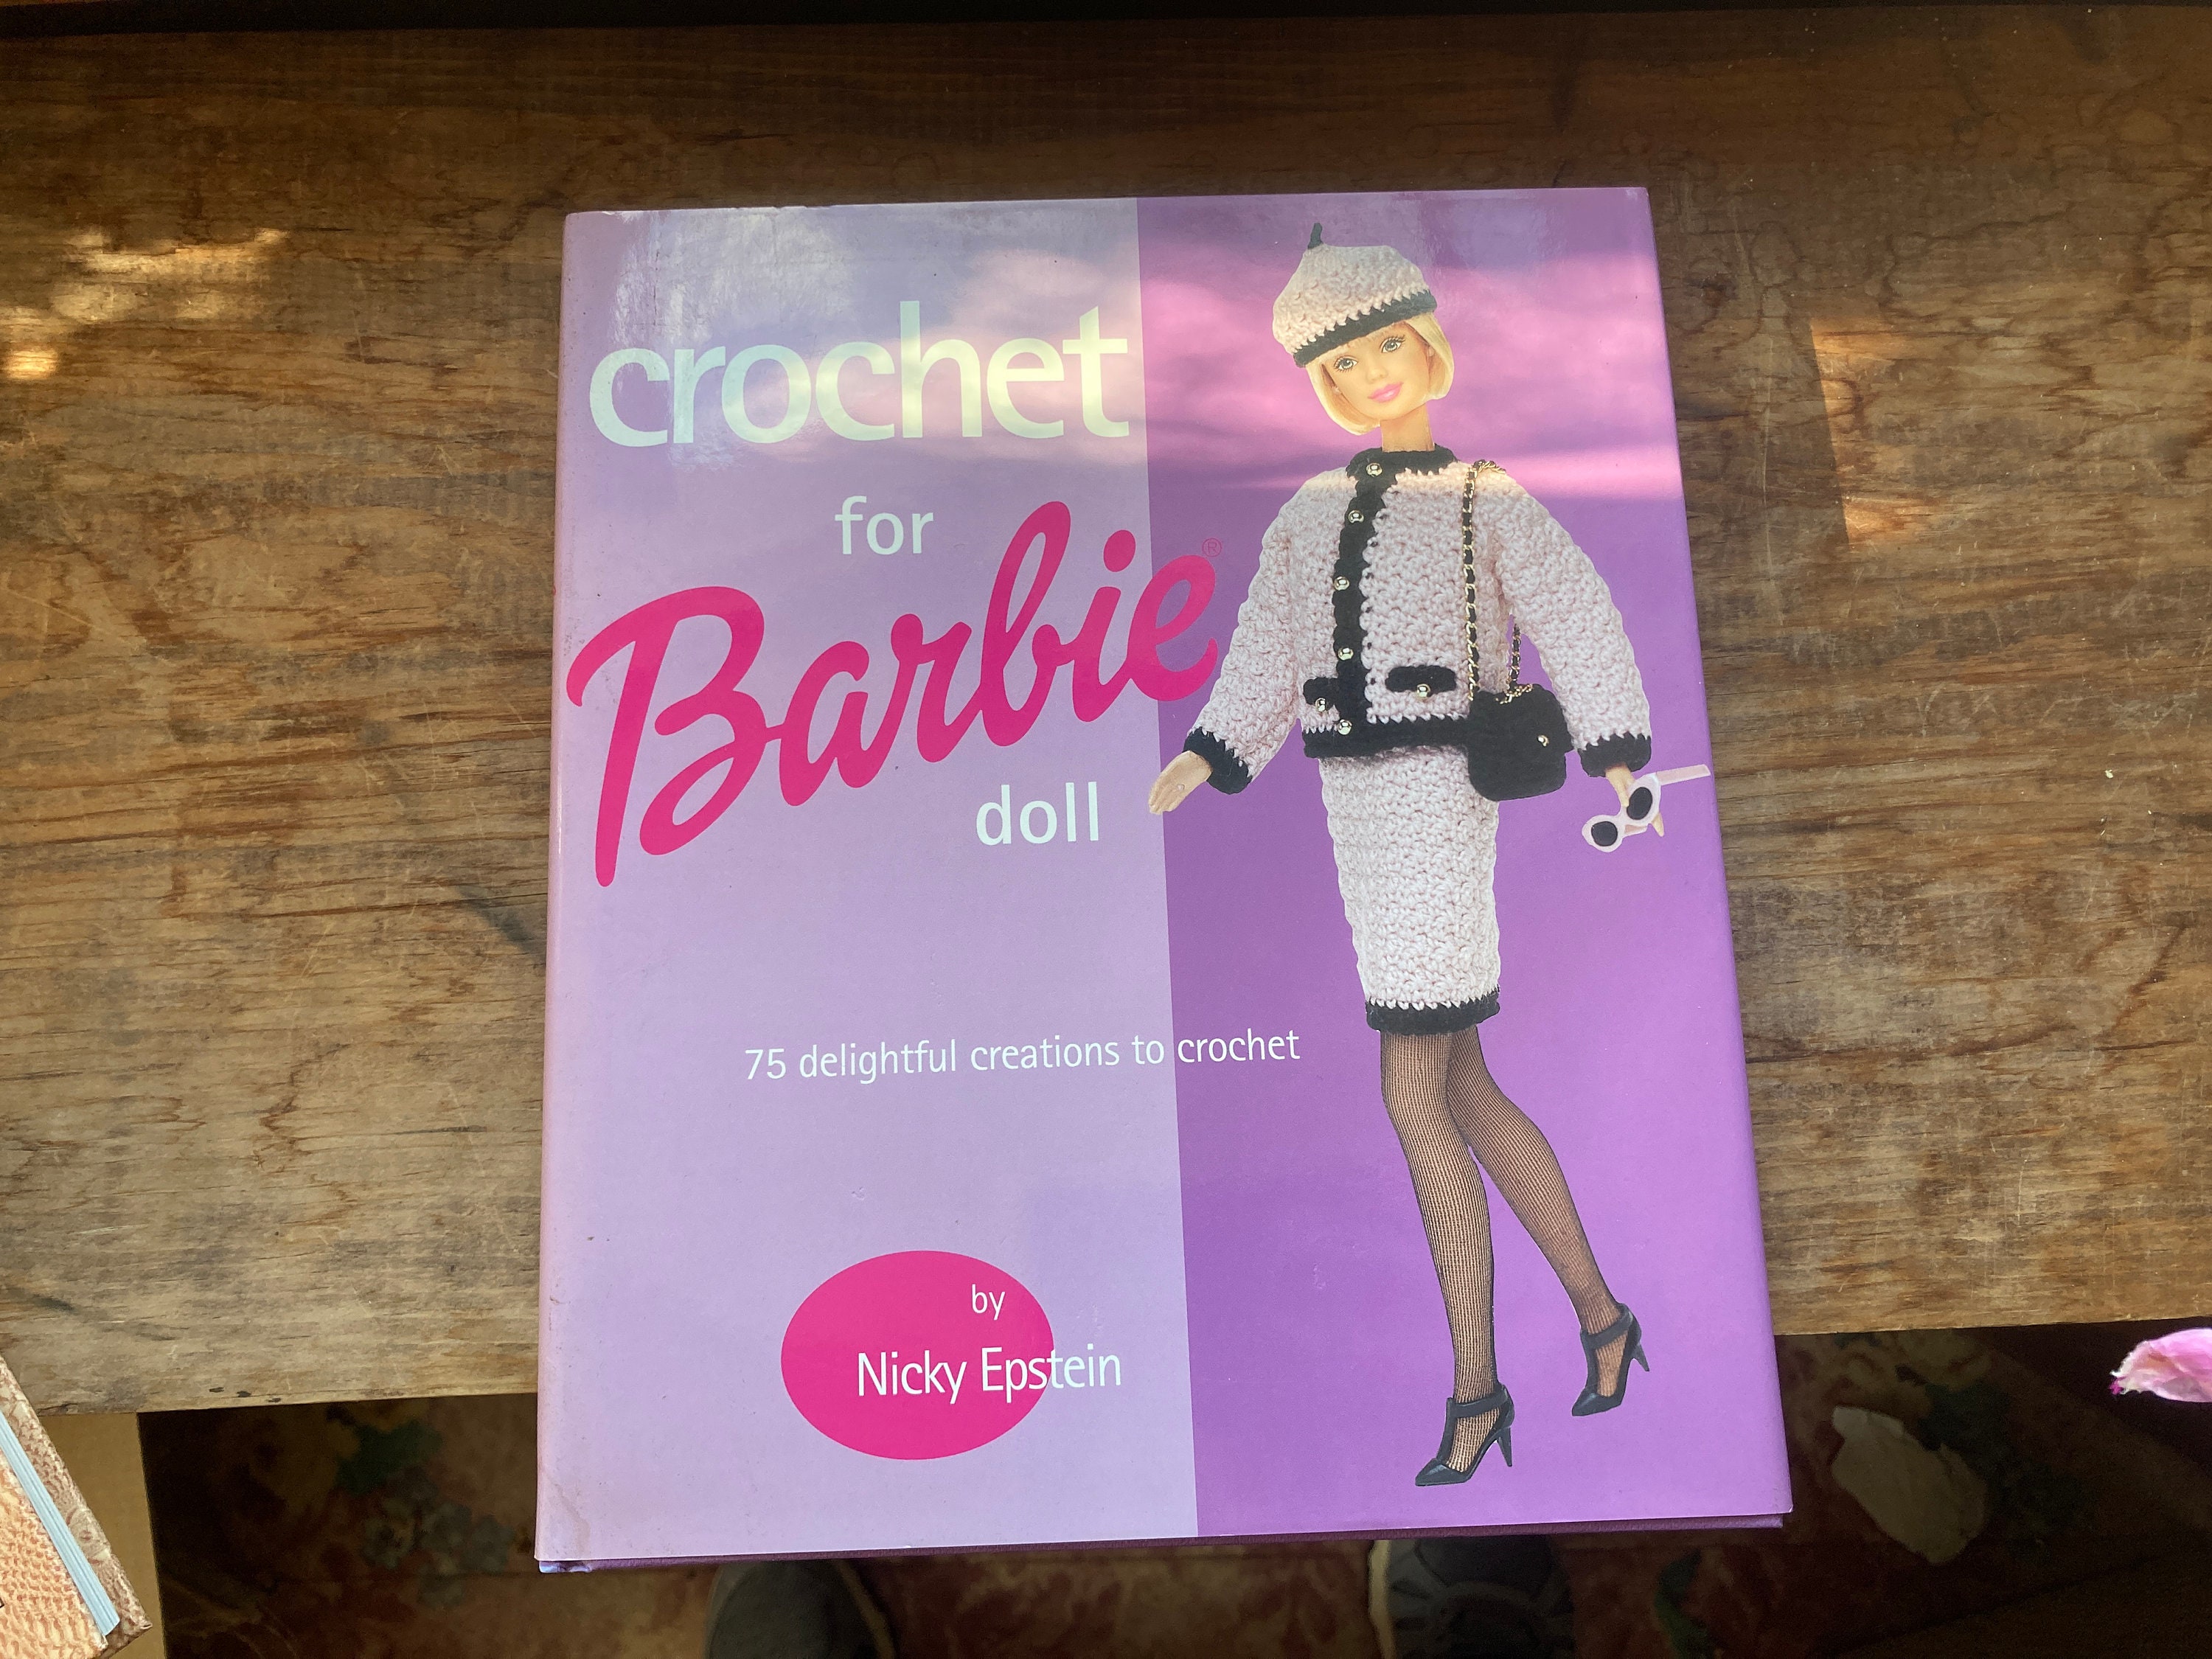 crochet
for
Barbie®
doll
75 delightful creations to crochet
by
Nicky Epstein